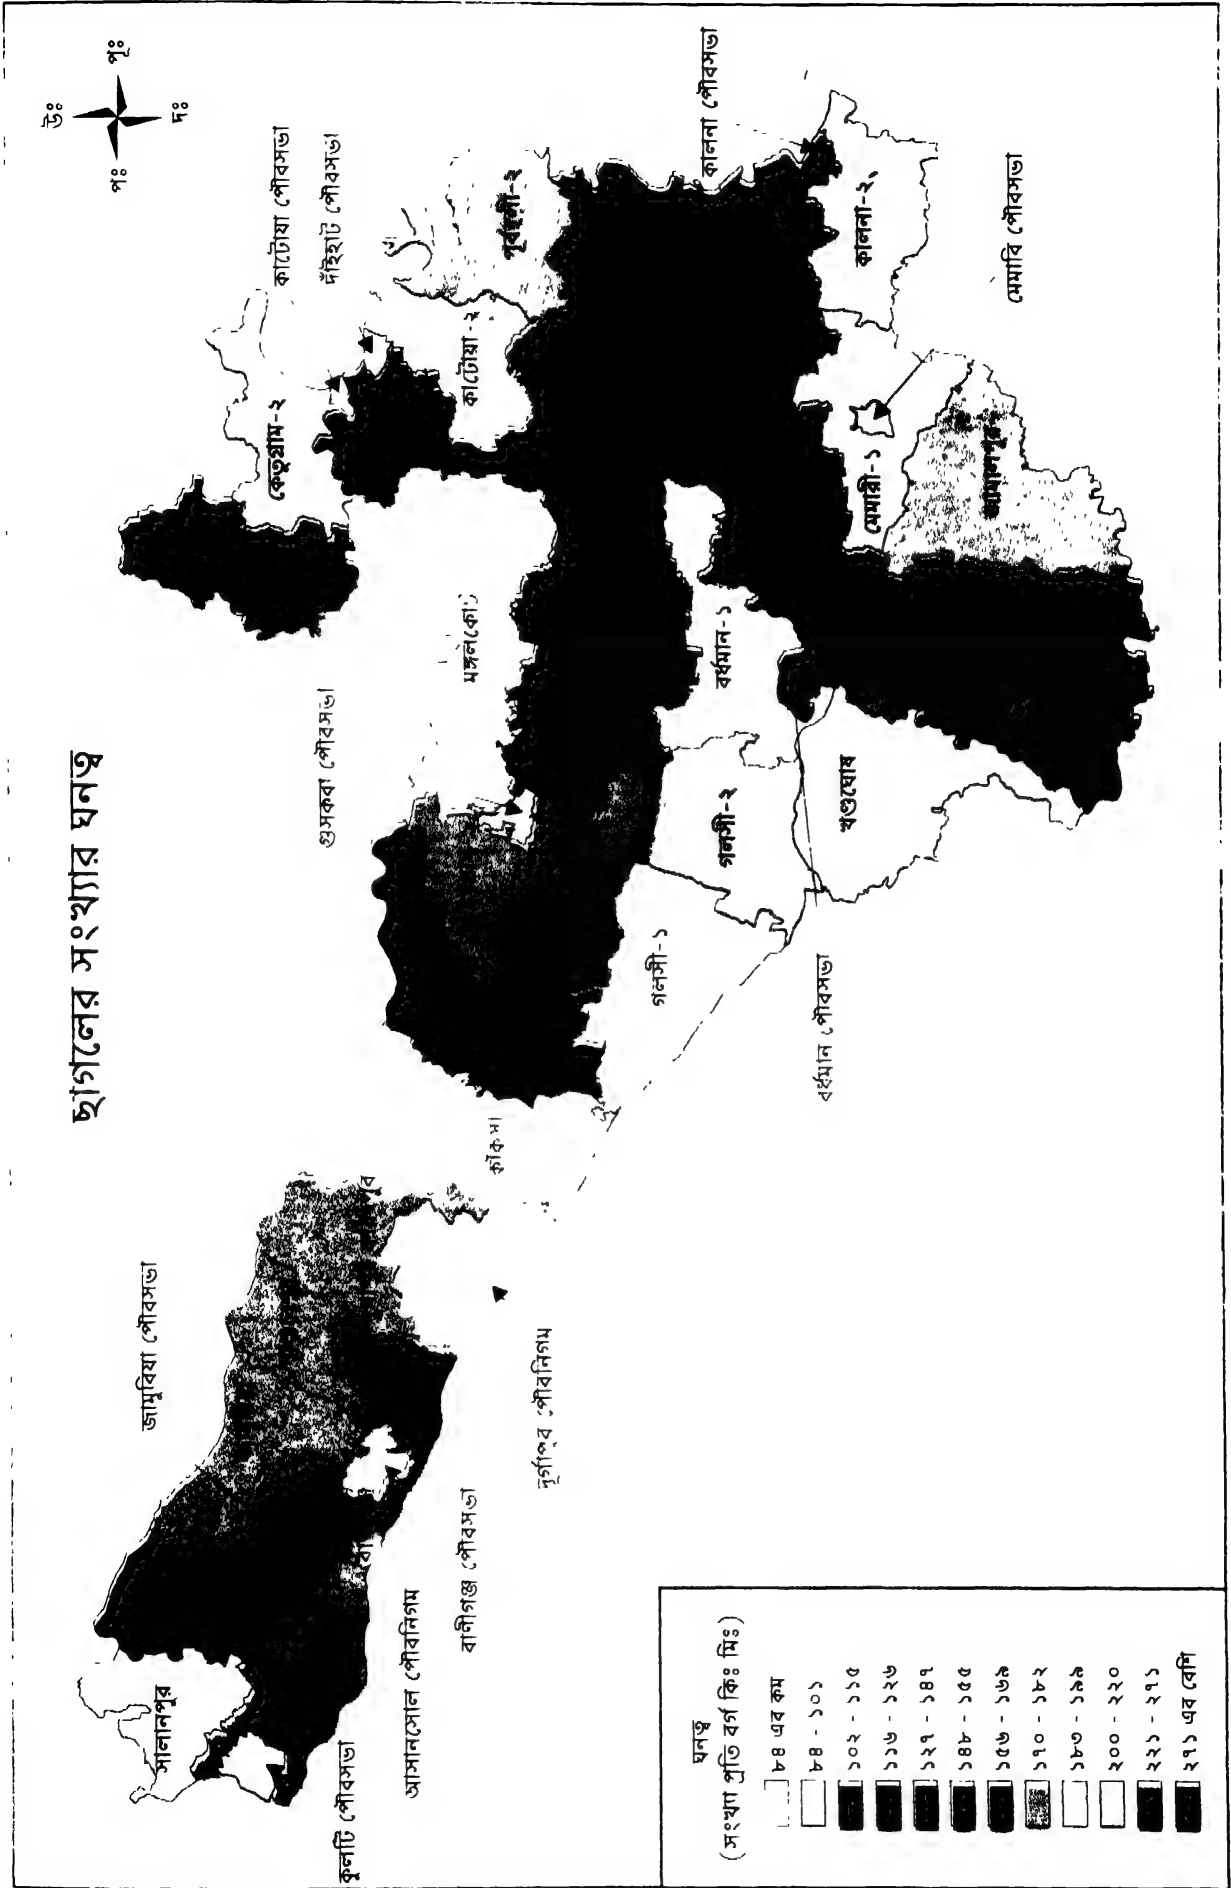 ছাগলের সংখ্যার ঘনত্ব
উঃ
পঃ
পূঃ
দঃ
জামুরিয়া পৌরসভা
গুসকরা পৌরসভা
কাটোয়া পৌরসভা
দাঁইহাট পৌরসভা
কেতুগ্রাম-২
কাটোয়া-২
পূর্বস্থলী-২
মঙ্গলকোট
কাঁকসা
সালানপুর
কুলটি পৌরসভা
আসানসোল পৌরনিগম
রাণীগঞ্জ পৌরসভা
দুর্গাপুর পৌরনিগম
গলসী-১
গলসী-২
বর্ধমান-১
খণ্ডঘোষ
বর্ধমান পৌরসভা
মেমারী-১
জামালপুর
কালনা পৌরসভা
কালনা-২
মেমারি পৌরসভা
ঘনত্ব
(সংখ্যা প্রতি বর্গ কিঃ মিঃ)
৮৪ এর কম
৮৪ - ১০১
১০২ - ১১৫
১১৬ - ১২৬
১২৭ - ১৪৭
১৪৮ - ১৫৫
১৫৬ - ১৬৯
১৭০ - ১৮২
১৮৩ - ১৯৯
২০০ - ২২০
২২১ - ২৭১
২৭১ এর বেশি